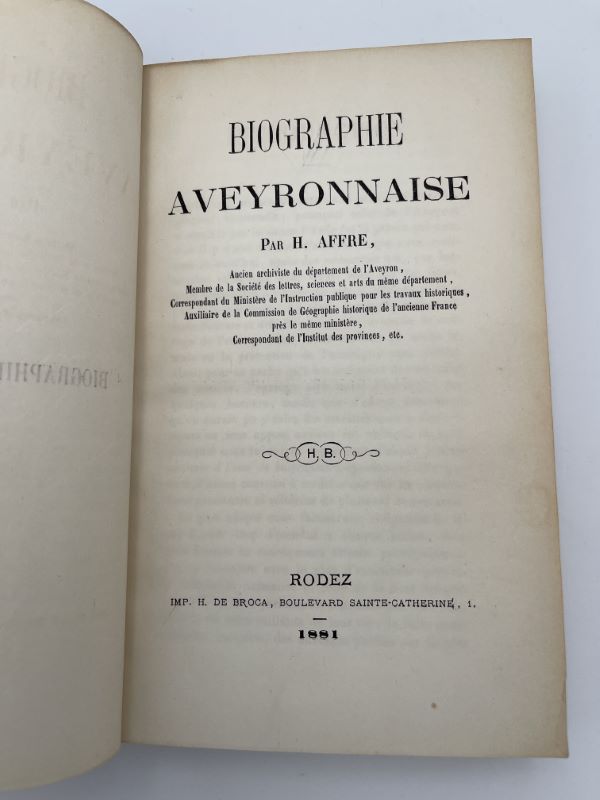 BIOGRAPHIE
AVEYRONNAISE
PAR H. AFFRE,
Ancien archiviste du département de l'Aveyron,
Membre de la Société des lettres, sciences et arts du même département,
Correspondant du Ministère de l'Instruction publique pour les travaux historiques,
Auxiliaire de la Commission de Géographie historique de l'ancienne France
près le même ministère,
Correspondant de l'Institut des provinces, etc.
H. B.
RODEZ
IMP. H. DE BROCA, BOULEVARD SAINTE-CATHERINE, 1.
1881